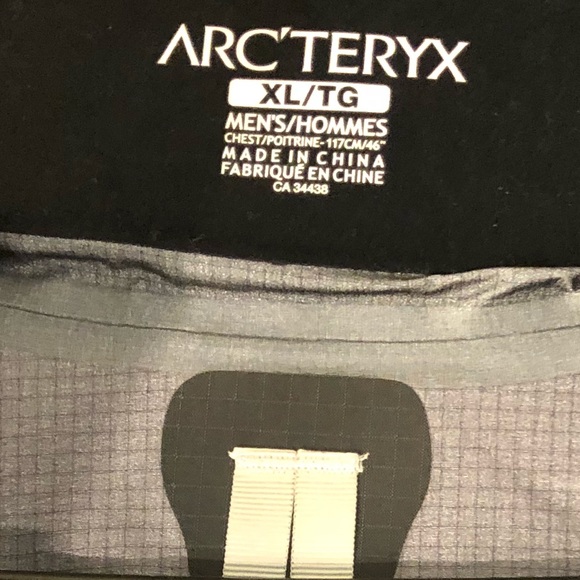 ARC'TERYX
XL/TG
MEN'S/HOMMES
CHEST/POITRINE-117CM/46"
MADE IN CHINA
FABRIQUÉ EN CHINE
CA 34438